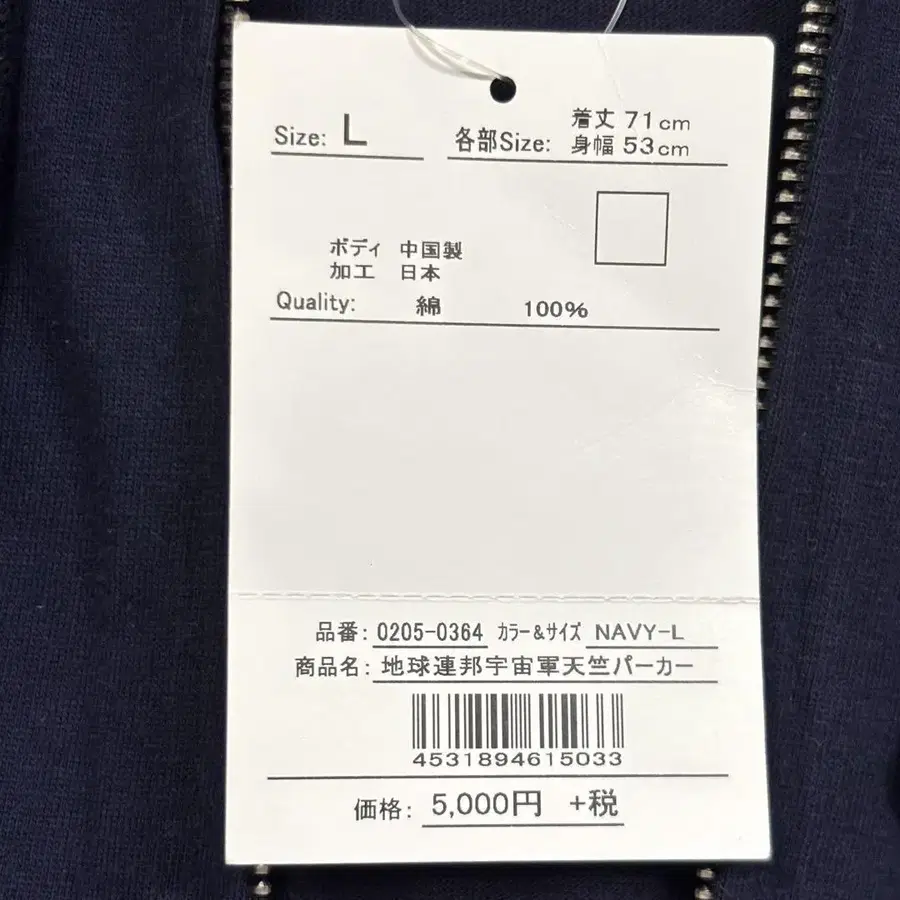 Size: L 各部Size: 着丈 71cm
身幅 53cm
ボディ 中国製
加工 日本
Quality: 綿 100%
品番: 0205-0364 ｶﾗｰ&ｻｲｽﾞ NAVY-L
商品名: 地球連邦宇宙軍天竺パーカー
4531894615033
価格: 5,000円 +税